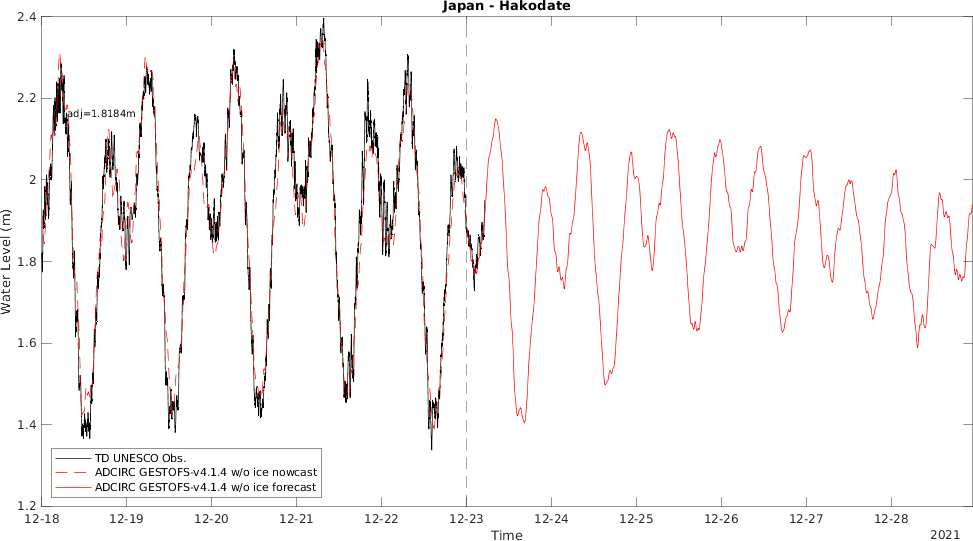 Japan - Hakodate
2.4
2.2
2
1.8
1.6
1.4
1.2
Water Level (m)
adj=1.8184m
TD UNESCO Obs.
ADCIRC GESTOFS-v4.1.4 w/o ice nowcast
ADCIRC GESTOFS-v4.1.4 w/o ice forecast
12-18 12-19 12-20 12-21 12-22 12-23 12-24 12-25 12-26 12-27 12-28
Time
2021